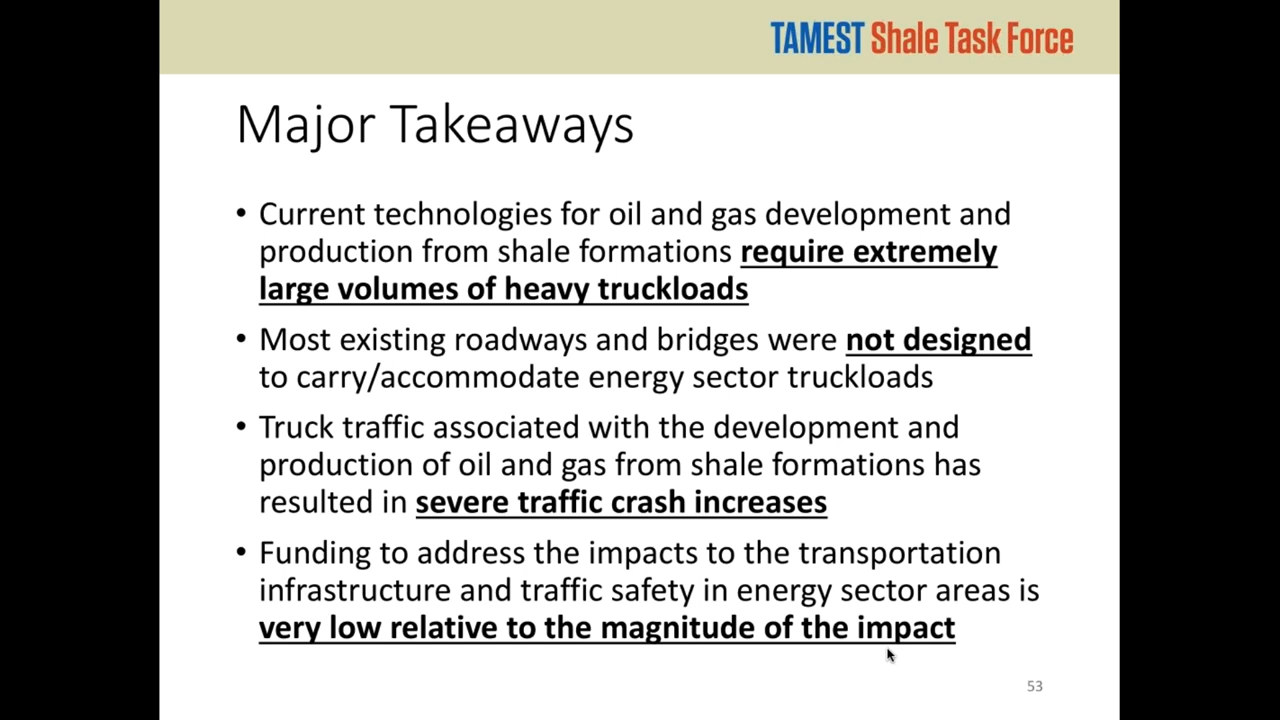 TAMEST Shale Task Force
Major Takeaways
• Current technologies for oil and gas development and
production from shale formations require extremely
large volumes of heavy truckloads
• Most existing roadways and bridges were not designed
to carry/accommodate energy sector truckloads
• Truck traffic associated with the development and
production of oil and gas from shale formations has
resulted in severe traffic crash increases
• Funding to address the impacts to the transportation
infrastructure and traffic safety in energy sector areas is
very low relative to the magnitude of the impact
53